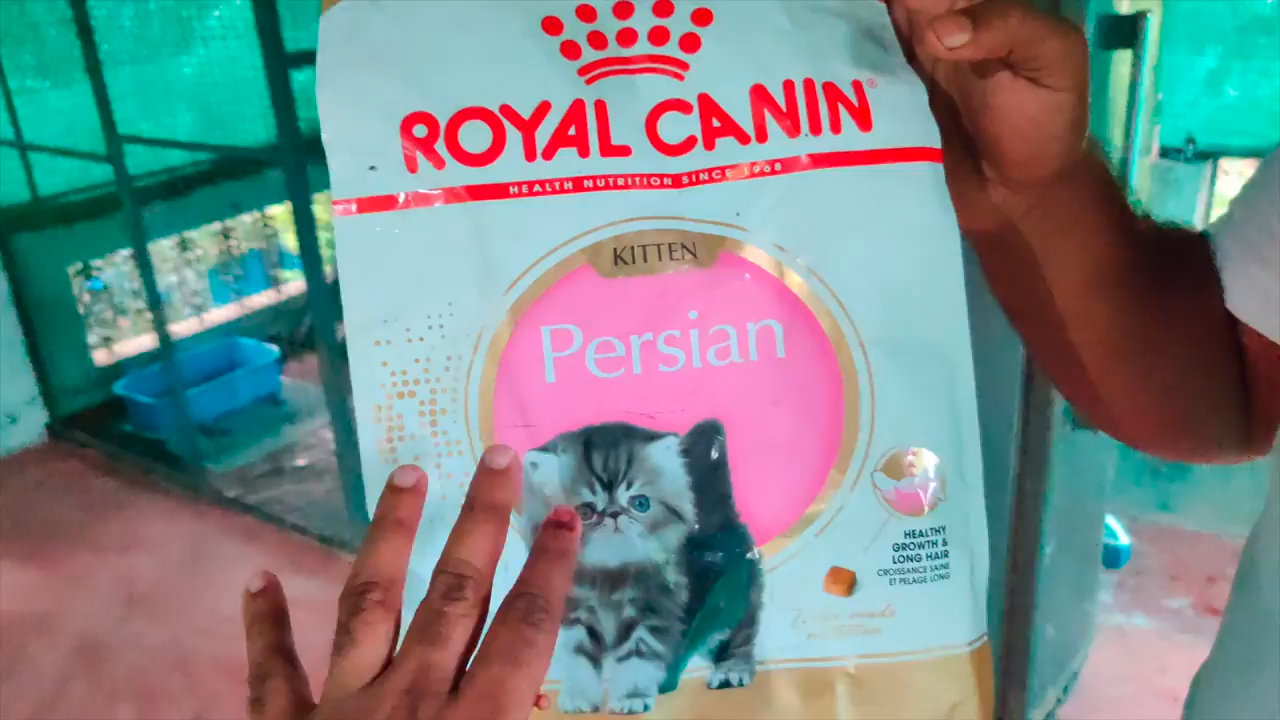 ROYAL CANIN®
HEALTH NUTRITION SINCE 1968
KITTEN
Persian
HEALTHY
GROWTH &
LONG HAIR
CROISSANCE SAINE
ET PELAGE LONG